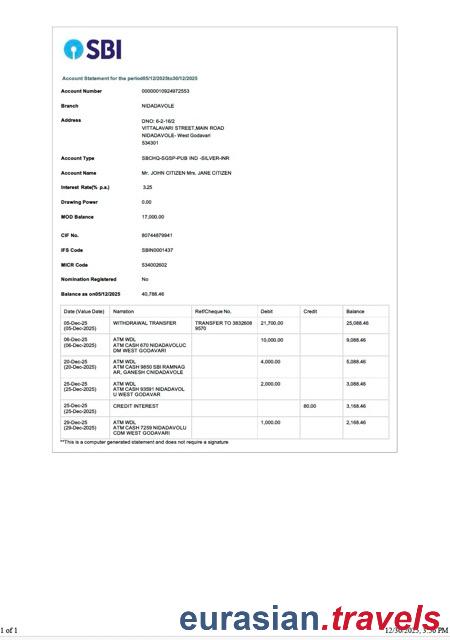 SBI
Account Statement for the period05/12/2025to30/12/2025
Account Number 00000010924972553
Branch NIDADAVOLE
Address DNO: 6-2-16/2
VITTALAVARI STREET,MAIN ROAD
NIDADAVOLE- West Godavari
534301
Account Type SBCHQ-SGSP-PUB IND -SILVER-INR
Account Name Mr. JOHN CITIZEN Mrs. JANE CITIZEN
Interest Rate(% p.a.) 3.25
Drawing Power 0.00
MOD Balance 17,000.00
CIF No. 80744879941
IFS Code SBIN0001437
MICR Code 534002602
Nomination Registered No
Balance as on05/12/2025 40,788.46
Date (Value Date) Narration Ref/Cheque No. Debit Credit Balance
05-Dec-25 WITHDRAWAL TRANSFER TRANSFER TO 3832608 21,700.00 25,088.46
(05-Dec-2025) 9570
06-Dec-25 ATM WDL 10,000.00 9,088.46
(06-Dec-2025) ATM CASH 670 NIDADAVOLUC
DM WEST GODAVARI
20-Dec-25 ATM WDL 4,000.00 5,088.46
(20-Dec-2025) ATM CASH 9850 SBI RAMNAG
AR, GANESH CNIDADAVOLE
25-Dec-25 ATM WDL 2,000.00 3,088.46
(25-Dec-2025) ATM CASH 93591 NIDADAVOL
U WEST GODAVAR
25-Dec-25 CREDIT INTEREST 80.00 3,168.46
(25-Dec-2025)
29-Dec-25 ATM WDL 1,000.00 2,168.46
(29-Dec-2025) ATM CASH 7259 NIDADAVOLU
CDM WEST GODAVARI
**This is a computer generated statement and does not require a signature
1 of 1 12/30/2025, 3:56 PM
eurasian.travels